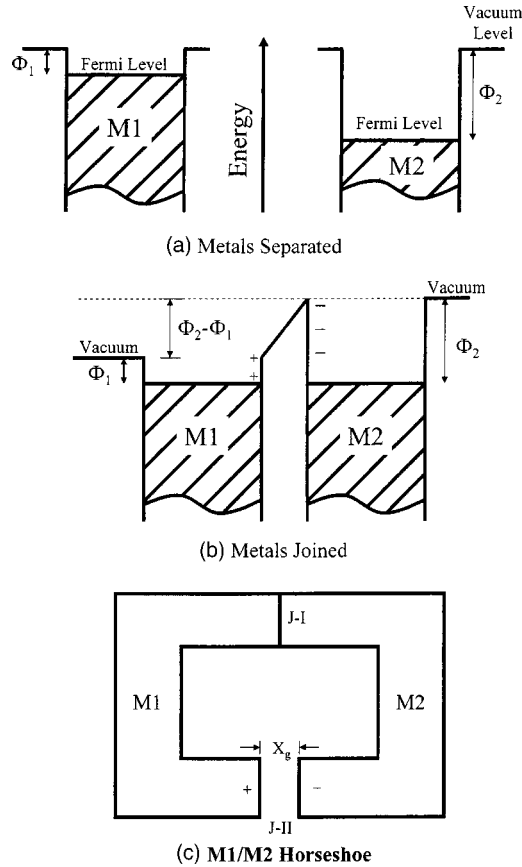 Vacuum
Level
Φ1
Fermi Level
M1
Energy
Fermi Level
M2
Φ2
(a) Metals Separated
Vacuum
Φ2-Φ1
Vacuum
Φ1
Φ2
+
+
−
−
−
M1
M2
(b) Metals Joined
J-I
M1
M2
Xg
+
−
J-II
(c) M1/M2 Horseshoe